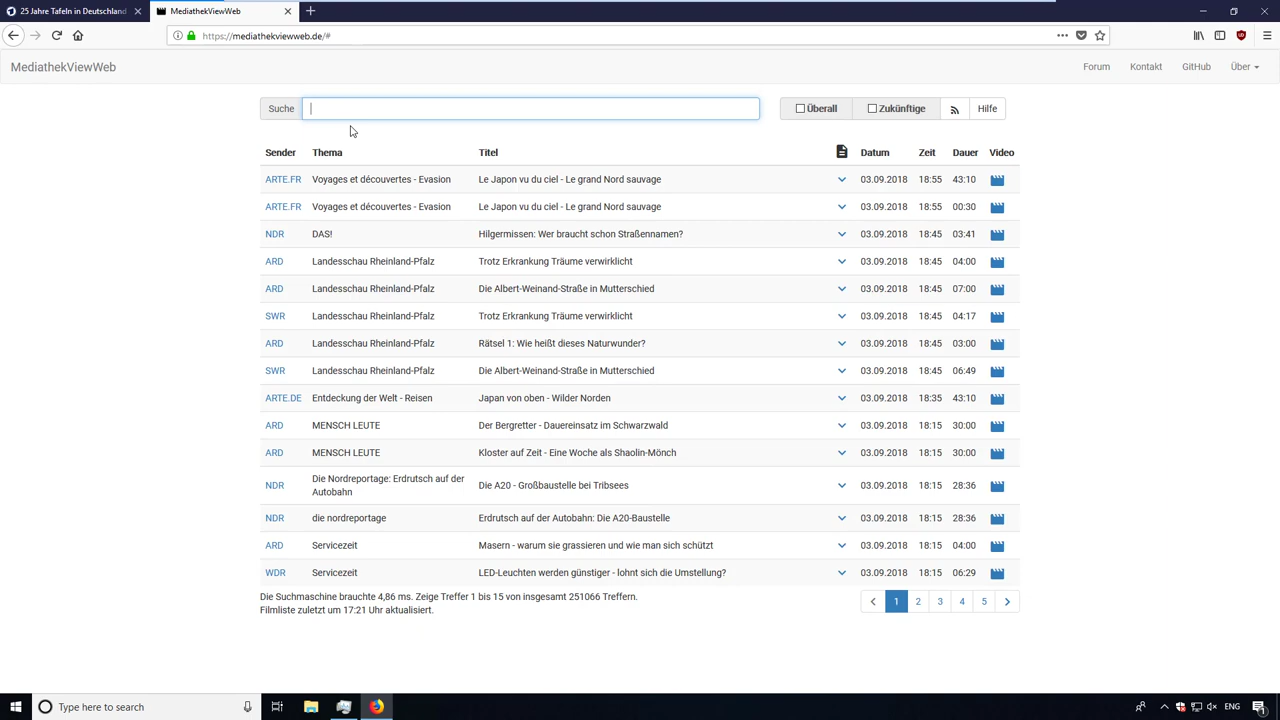 25 Jahre Tafeln in Deutschland
MediathekViewWeb
https://mediathekviewweb.de/#
MediathekViewWeb
Forum
Kontakt
GitHub
Über
Suche
Überall
Zukünftige
Hilfe
Sender Thema Titel Datum Zeit Dauer Video
ARTE.FR Voyages et découvertes - Evasion Le Japon vu du ciel - Le grand Nord sauvage 03.09.2018 18:55 43:10
ARTE.FR Voyages et découvertes - Evasion Le Japon vu du ciel - Le grand Nord sauvage 03.09.2018 18:55 00:30
NDR DAS! Hilgermissen: Wer braucht schon Straßennamen? 03.09.2018 18:45 03:41
ARD Landesschau Rheinland-Pfalz Trotz Erkrankung Träume verwirklicht 03.09.2018 18:45 04:00
ARD Landesschau Rheinland-Pfalz Die Albert-Weinand-Straße in Mutterschied 03.09.2018 18:45 07:00
SWR Landesschau Rheinland-Pfalz Trotz Erkrankung Träume verwirklicht 03.09.2018 18:45 04:17
ARD Landesschau Rheinland-Pfalz Rätsel 1: Wie heißt dieses Naturwunder? 03.09.2018 18:45 03:00
SWR Landesschau Rheinland-Pfalz Die Albert-Weinand-Straße in Mutterschied 03.09.2018 18:45 06:49
ARTE.DE Entdeckung der Welt - Reisen Japan von oben - Wilder Norden 03.09.2018 18:35 43:10
ARD MENSCH LEUTE Der Bergretter - Dauereinsatz im Schwarzwald 03.09.2018 18:15 30:00
ARD MENSCH LEUTE Kloster auf Zeit - Eine Woche als Shaolin-Mönch 03.09.2018 18:15 30:00
NDR Die Nordreportage: Erdrutsch auf der Die A20 - Großbaustelle bei Tribsees 03.09.2018 18:15 28:36
Autobahn
NDR die nordreportage Erdrutsch auf der Autobahn: Die A20-Baustelle 03.09.2018 18:15 28:36
ARD Servicezeit Masern - warum sie grassieren und wie man sich schützt 03.09.2018 18:15 04:00
WDR Servicezeit LED-Leuchten werden günstiger - lohnt sich die Umstellung? 03.09.2018 18:15 06:29
Die Suchmaschine brauchte 4,86 ms. Zeige Treffer 1 bis 15 von insgesamt 251066 Treffern.
Filmliste zuletzt um 17:21 Uhr aktualisiert.
1 2 3 4 5
Type here to search
ENG
1